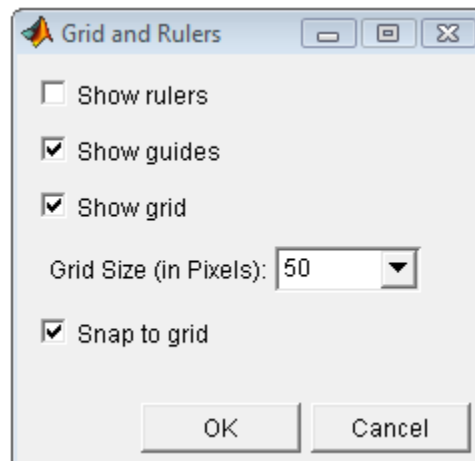 Grid and Rulers
Show rulers
Show guides
Show grid
Grid Size (in Pixels): 50
Snap to grid
OK Cancel